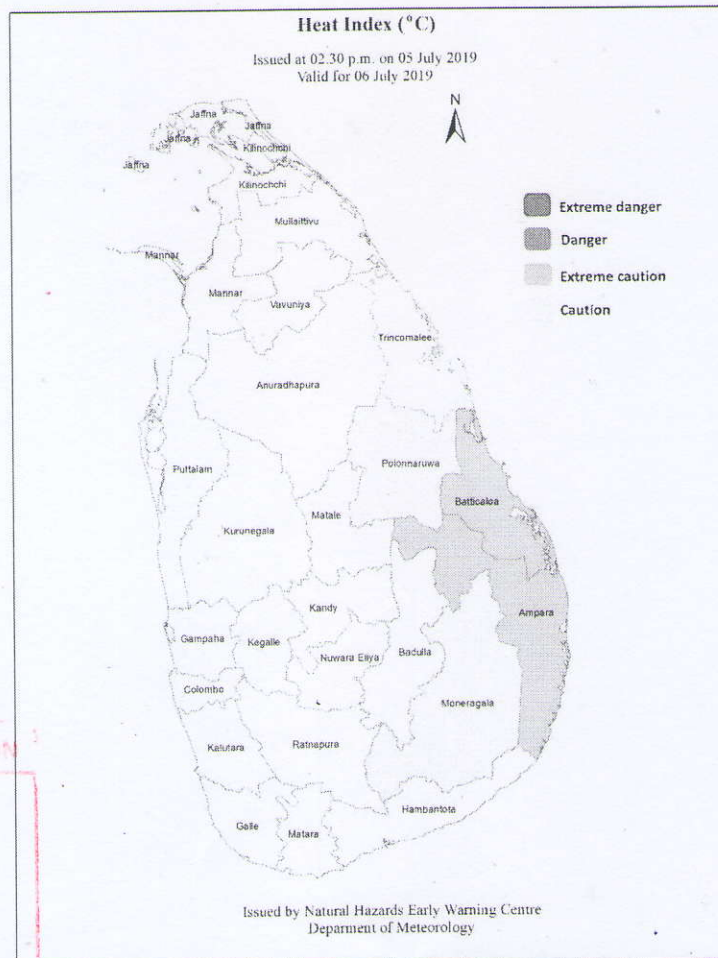 Heat Index (°C)
Issued at 02.30 p.m. on 05 July 2019
Valid for 06 July 2019
N
Jaffna
Jaffna
Jaffna
Kilinochchi
Jaffna
Kilinochchi
Mullaittivu
Extreme danger
Danger
Extreme caution
Caution
Mannar
Mannar
Vavuniya
Trincomalee
Anuradhapura
Puttalam
Polonnaruwa
Batticaloa
Matale
Kurunegala
Kandy
Ampara
Gampaha
Kegalle
Nuwara Eliya
Badulla
Colombo
Moneragala
Kalutara
Ratnapura
Hambantota
Galle
Matara
N
Issued by Natural Hazards Early Warning Centre
Deparment of Meteorology